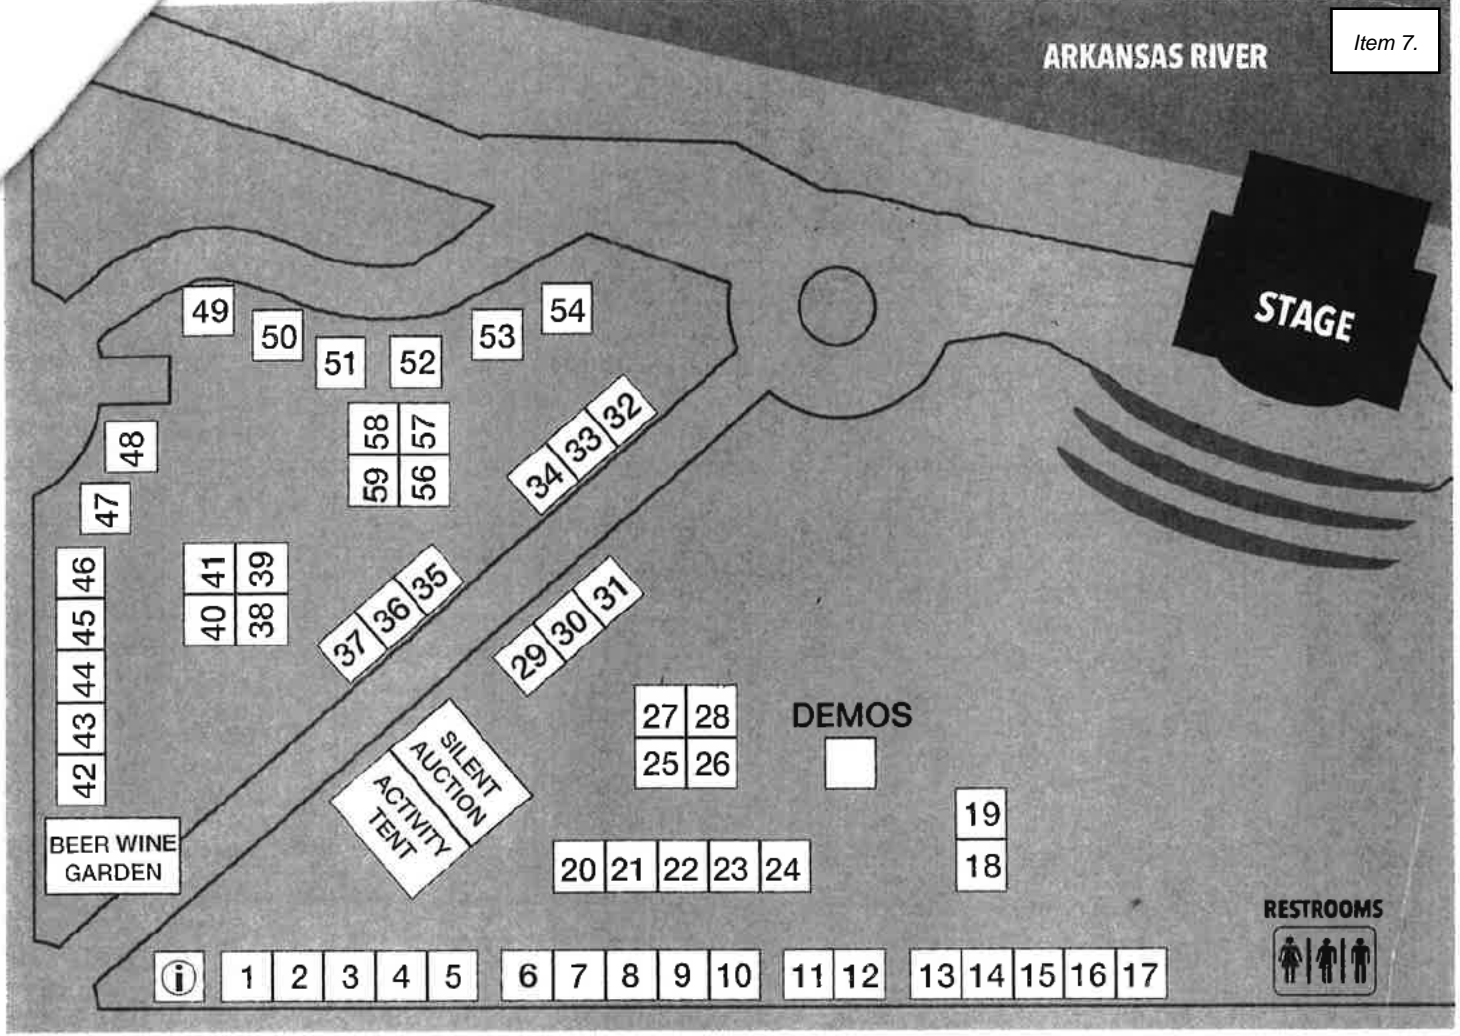 Item 7.
ARKANSAS RIVER
STAGE
49
50
51
52
53
54
58 57
59 56
48
47
46
45
44
43
42
41 39
40 38
34 33 32
37 36 35
29 30 31
SILENT
AUCTION
ACTIVITY
TENT
27 28
25 26
DEMOS
19
18
BEER WINE
GARDEN
20 21 22 23 24
RESTROOMS
i 1 2 3 4 5 6 7 8 9 10 11 12 13 14 15 16 17